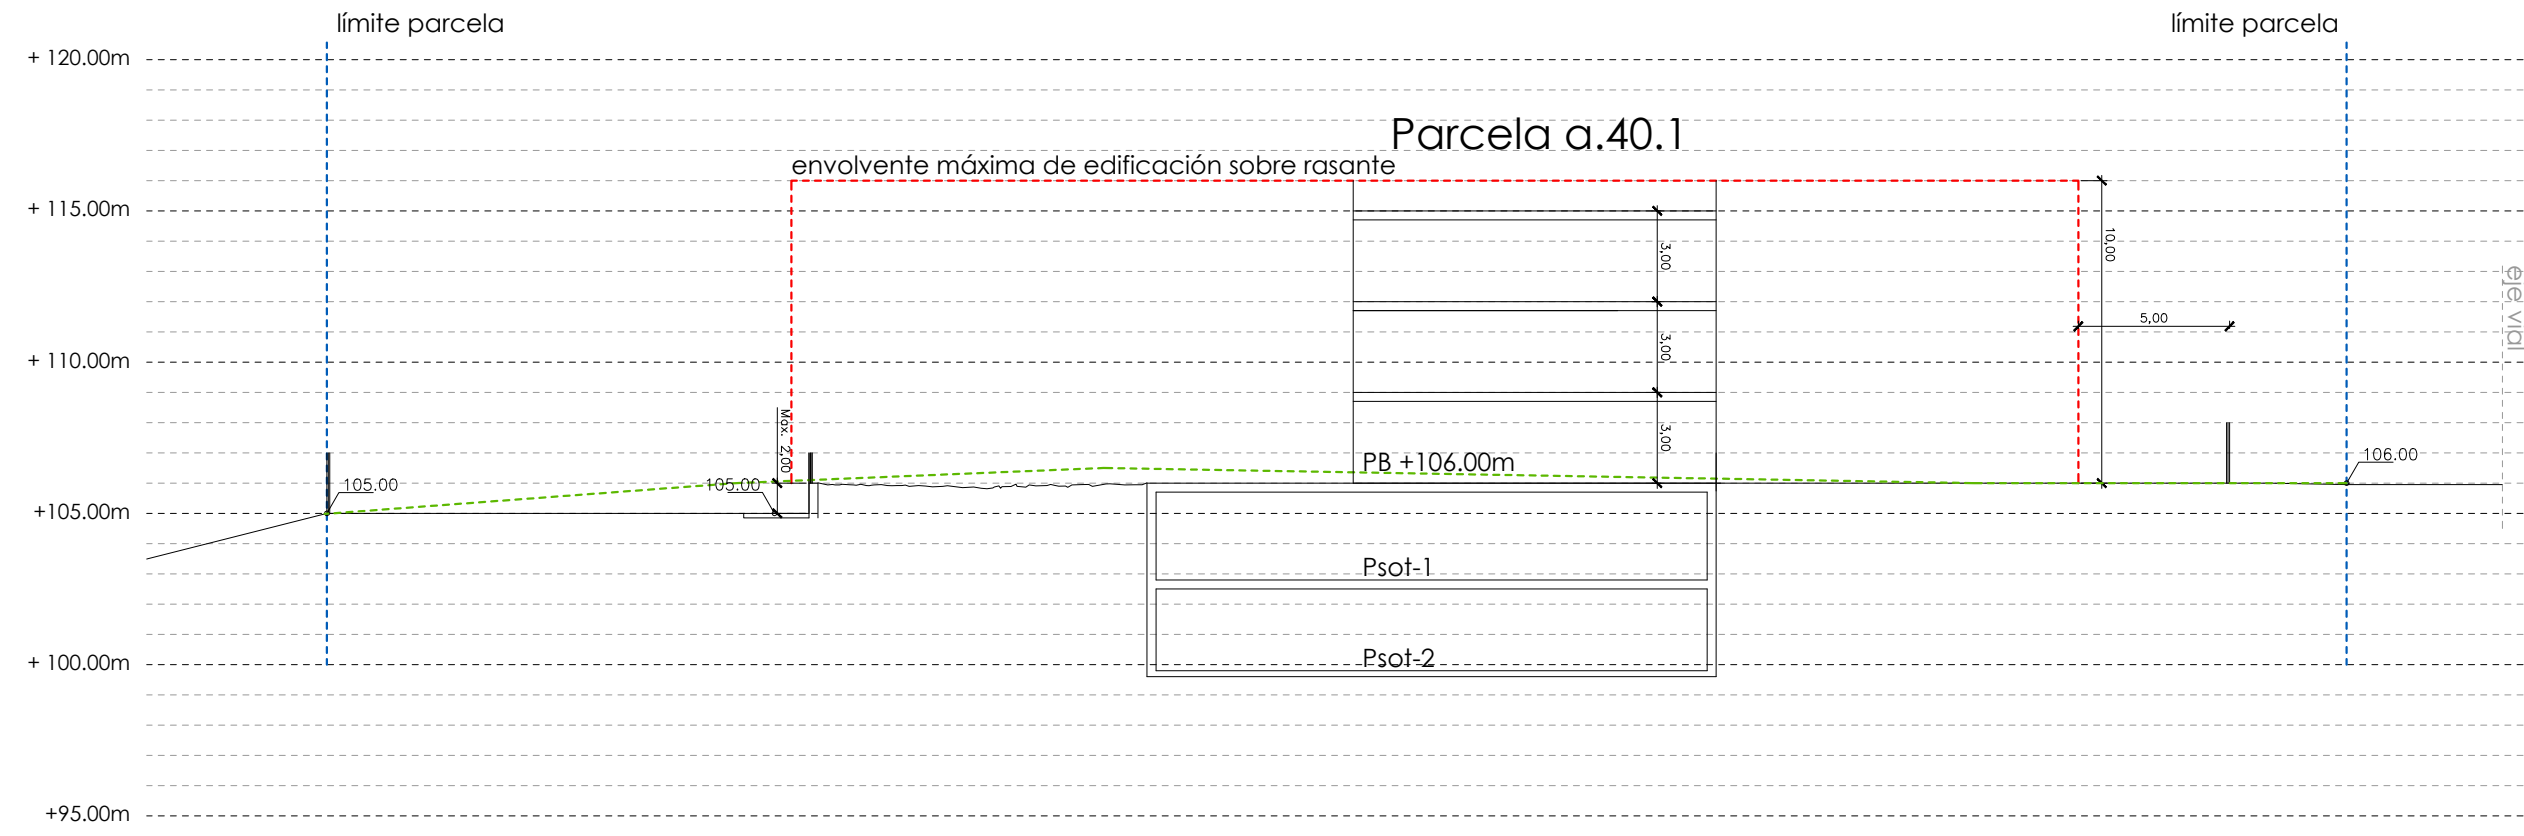 límite parcela
límite parcela
+ 120.00m
Parcela a.40.1
envolvente máxima de edificación sobre rasante
+ 115.00m
10,00
3,00
eje vial
5,00
3,00
+ 110.00m
Max. 2,00
3,00
PB +106.00m
106.00
105.00
105.00
+105.00m
Psot-1
Psot-2
+ 100.00m
+95.00m